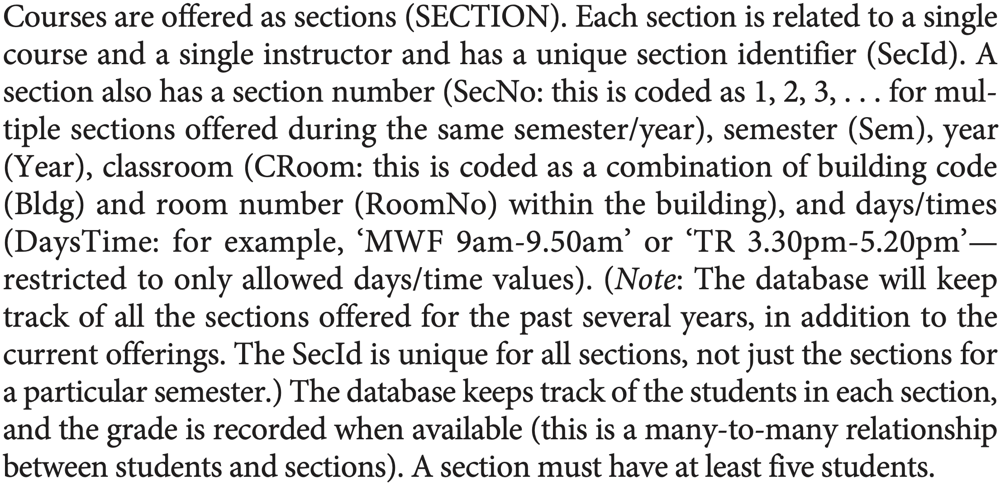 Courses are offered as sections (SECTION). Each section is related to a single
course and a single instructor and has a unique section identifier (SecId). A
section also has a section number (SecNo: this is coded as 1, 2, 3, . . . for mul-
tiple sections offered during the same semester/year), semester (Sem), year
(Year), classroom (CRoom: this is coded as a combination of building code
(Bldg) and room number (RoomNo) within the building), and days/times
(DaysTime: for example, ‘MWF 9am-9.50am’ or ‘TR 3.30pm-5.20pm’—
restricted to only allowed days/time values). (Note: The database will keep
track of all the sections offered for the past several years, in addition to the
current offerings. The SecId is unique for all sections, not just the sections for
a particular semester.) The database keeps track of the students in each section,
and the grade is recorded when available (this is a many-to-many relationship
between students and sections). A section must have at least five students.